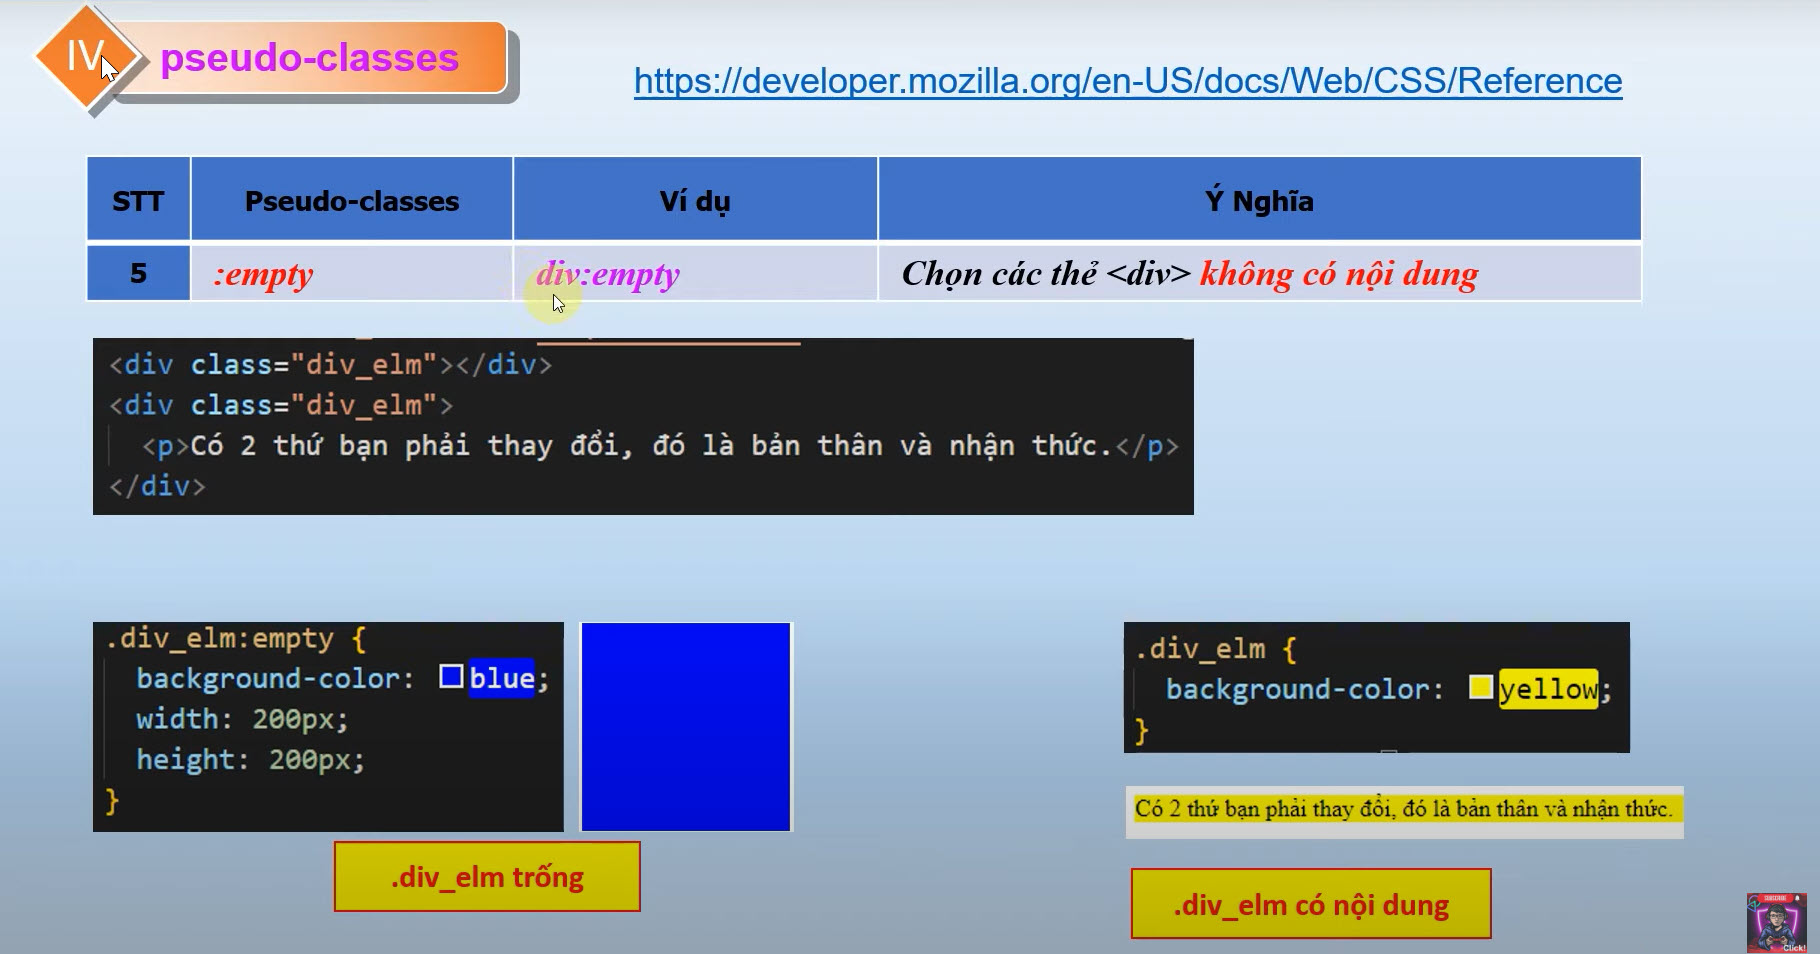 IV
pseudo-classes
https://developer.mozilla.org/en-US/docs/Web/CSS/Reference
STT Pseudo-classes Ví dụ Ý Nghĩa
5 :empty div:empty Chọn các thẻ <div> không có nội dung
<div class="div_elm"></div>
<div class="div_elm">
<p>Có 2 thứ bạn phải thay đổi, đó là bản thân và nhận thức.</p>
</div>
.div_elm:empty {
background-color: blue;
width: 200px;
height: 200px;
}
.div_elm trống
.div_elm {
background-color: yellow;
}
Có 2 thứ bạn phải thay đổi, đó là bản thân và nhận thức.
.div_elm có nội dung
SUBSCRIBE
Click!